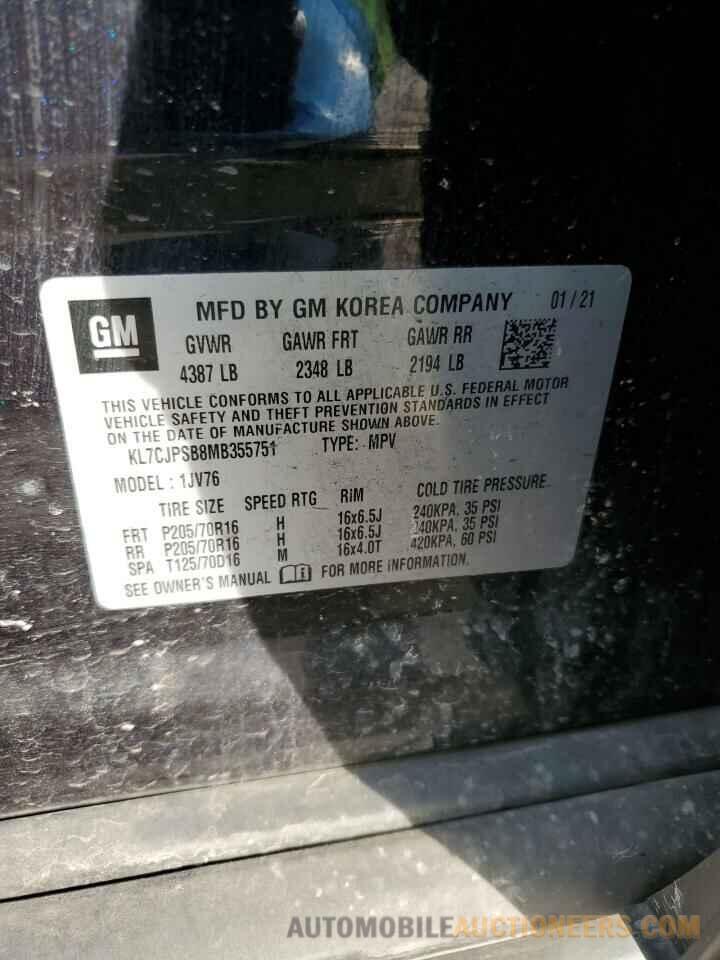 GM
MFD BY GM KOREA COMPANY 01 / 21
GVWR GAWR FRT GAWR RR
4387 LB 2348 LB 2194 LB
THIS VEHICLE CONFORMS TO ALL APPLICABLE U.S. FEDERAL MOTOR
VEHICLE SAFETY AND THEFT PREVENTION STANDARDS IN EFFECT
ON THE DATE OF MANUFACTURE SHOWN ABOVE.
KL7CJPSB8MB355751 TYPE: MPV
MODEL : 1JV76
TIRE SIZE SPEED RTG RIM COLD TIRE PRESSURE
FRT P205/70R16 H 16x6.5J 240KPA, 35 PSI
RR P205/70R16 H 16x6.5J 240KPA, 35 PSI
SPA T125/70D16 M 16x4.0T 420KPA, 60 PSI
SEE OWNER'S MANUAL FOR MORE INFORMATION.
AUTOMOBILEAUCTIONEERS.COM